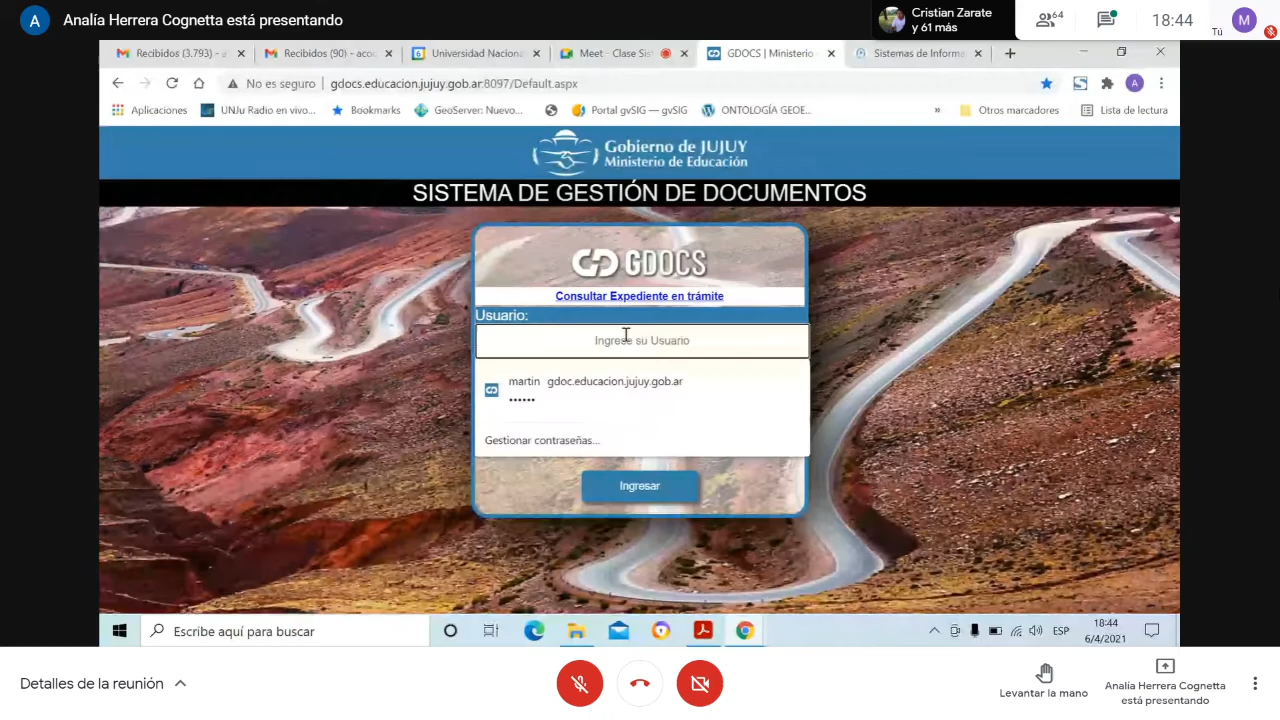 A Analía Herrera Cognetta está presentando
Cristian Zarate
y 61 más
64
18:44
Tú
M
Recibidos (3.793) - e
Recibidos (90) - aco
6 Universidad Naciona
Meet - Clase Sis
GDOCS | Ministerio
Sistemas de Inform
No es seguro | gdocs.educacion.jujuy.gob.ar:8097/Default.aspx
A
Aplicaciones
UNJu Radio en vivo...
Bookmarks
GeoServer: Nuevo...
Portal gvSIG — gvSIG
ONTOLOGÍA GEOE...
»
Otros marcadores
Lista de lectura
Gobierno de JUJUY
Ministerio de Educación
SISTEMA DE GESTIÓN DE DOCUMENTOS
GDOCS
Consultar Expediente en trámite
Usuario:
Ingrese su Usuario
martin gdoc.educacion.jujuy.gob.ar
••••••
Gestionar contraseñas...
Ingresar
Escribe aquí para buscar
ESP
18:44
6/4/2021
Detalles de la reunión
Levantar la mano
Analía Herrera Cognetta
está presentando